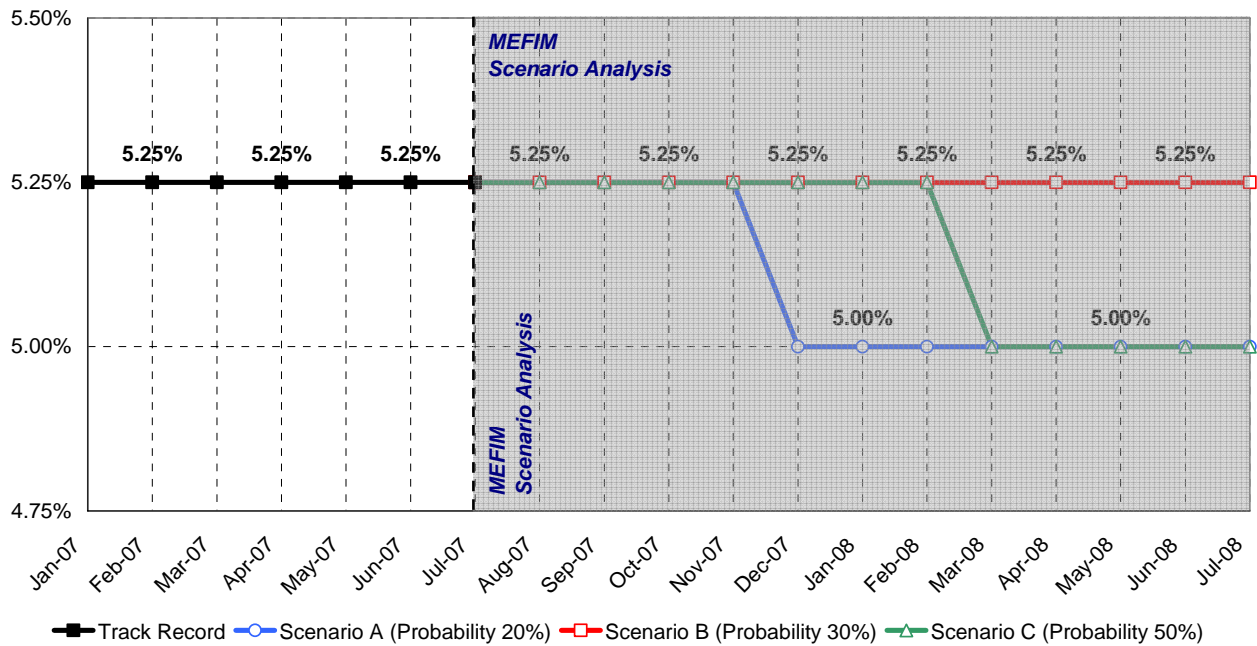 5.50%
MEFIM
Scenario Analysis
5.25% 5.25% 5.25% 5.25% 5.25% 5.25% 5.25% 5.25% 5.25%
5.25%
5.00% 5.00%
5.00%
MEFIM
Scenario Analysis
4.75%
Jan-07 Feb-07 Mar-07 Apr-07 May-07 Jun-07 Jul-07 Aug-07 Sep-07 Oct-07 Nov-07 Dec-07 Jan-08 Feb-08 Mar-08 Apr-08 May-08 Jun-08 Jul-08
Track Record Scenario A (Probability 20%) Scenario B (Probability 30%) Scenario C (Probability 50%)